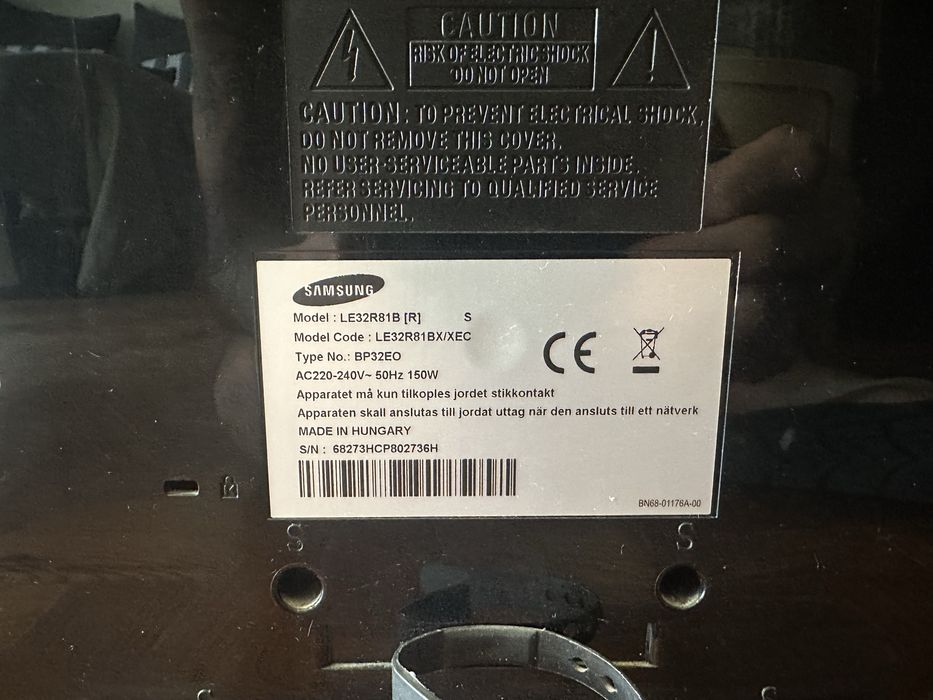 CAUTION
RISK OF ELECTRIC SHOCK
DO NOT OPEN
CAUTION: TO PREVENT ELECTRICAL SHOCK,
DO NOT REMOVE THIS COVER.
NO USER-SERVICEABLE PARTS INSIDE.
REFER SERVICING TO QUALIFIED SERVICE
PERSONNEL.
SAMSUNG
Model : LE32R81B [R] S
Model Code : LE32R81BX/XEC
Type No.: BP32EO
AC220-240V~ 50Hz 150W
CE
Apparatet må kun tilkoples jordet stikkontakt
Apparaten skall anslutas till jordat uttag när den ansluts till ett nätverk
MADE IN HUNGARY
S/N : 68273HCP802736H
BN68-01176A-00
S S
S S